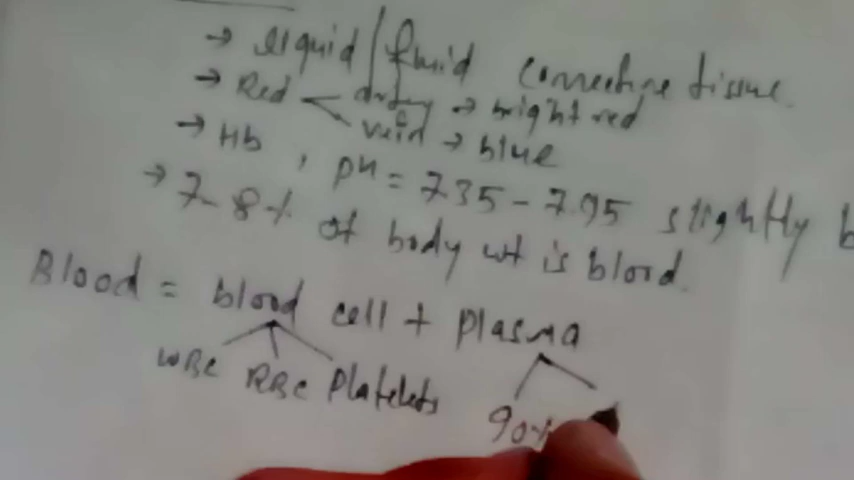 → liquid/fluid connective tissue.
→ Red < artery → bright red
vein → blue
→ Hb, pH = 7.35 - 7.95 slightly b
→ 7-8% of body wt is blood.
Blood = blood cell + plasma
WBC RBC Platelets 90%